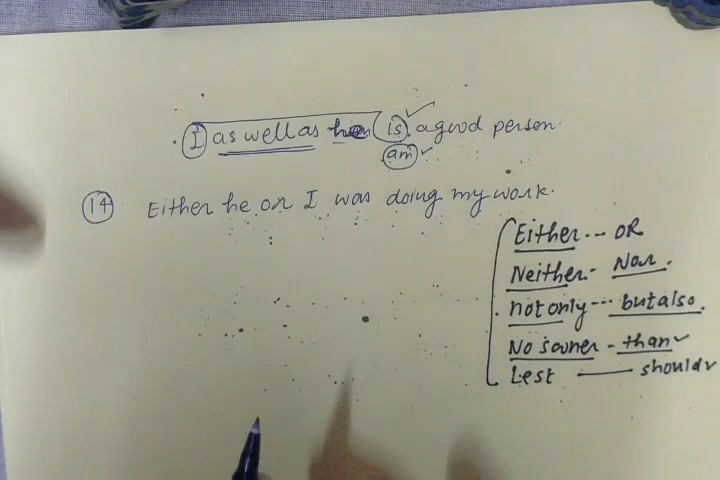 I as well as he is a good person.
am
14 Either he or I was doing my work.
Either --- OR
Neither - Nor.
not only --- but also.
No sooner - than
Lest —— should